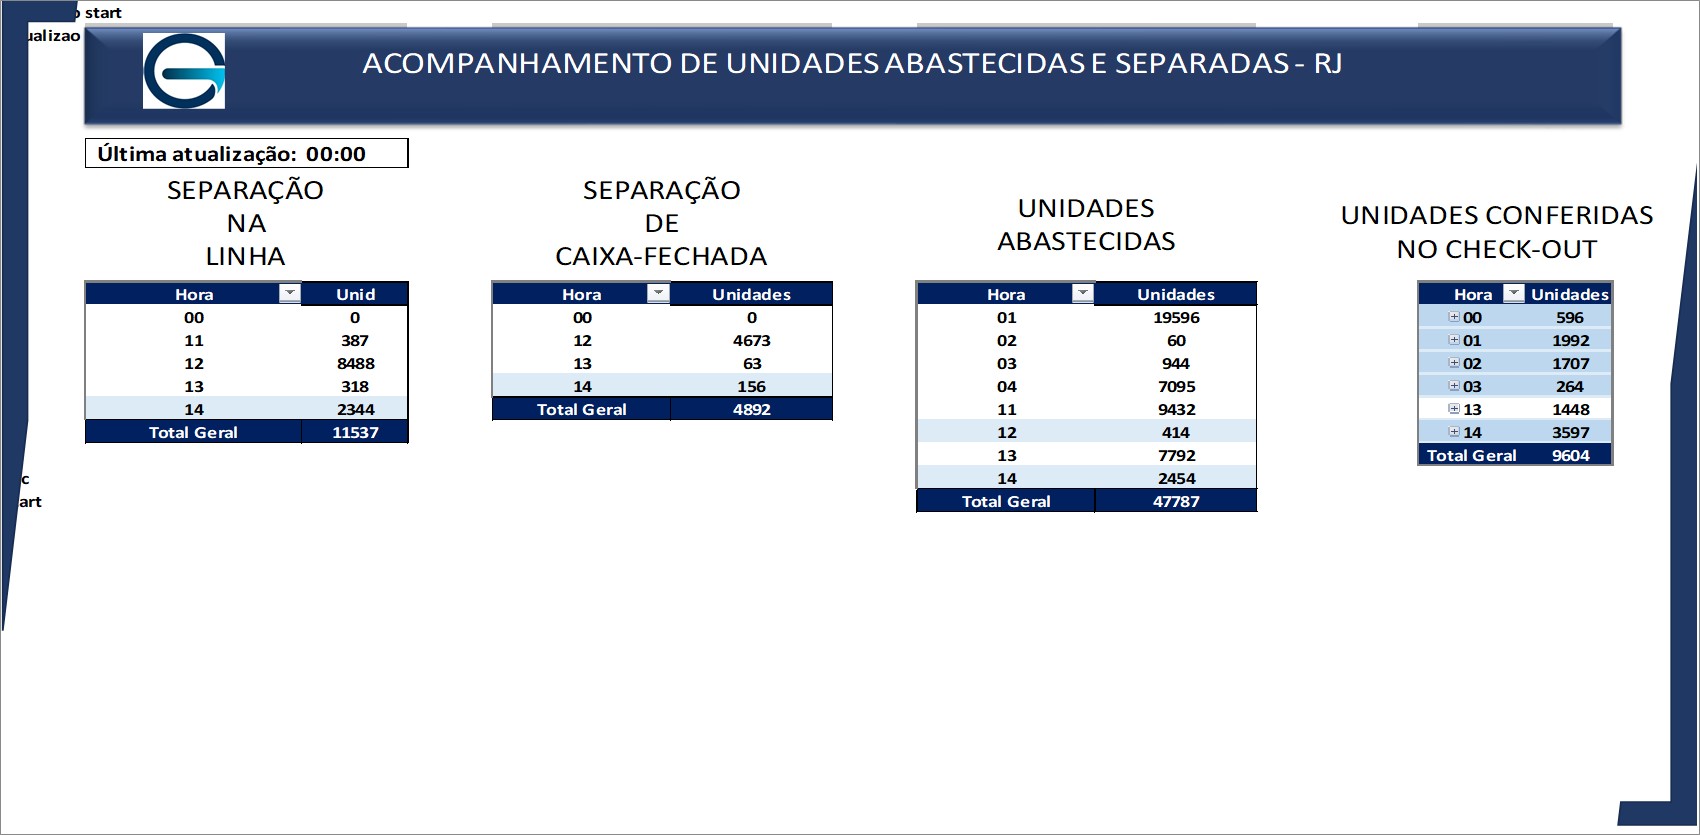 start
ualizao
ACOMPANHAMENTO DE UNIDADES ABASTECIDAS E SEPARADAS - RJ
Última atualização: 00:00
SEPARAÇÃO
NA
LINHA
Hora Unid
00 0
11 387
12 8488
13 318
14 2344
Total Geral 11537
SEPARAÇÃO
DE
CAIXA-FECHADA
Hora Unidades
00 0
12 4673
13 63
14 156
Total Geral 4892
UNIDADES
ABASTECIDAS
Hora Unidades
01 19596
02 60
03 944
04 7095
11 9432
12 414
13 7792
14 2454
Total Geral 47787
UNIDADES CONFERIDAS
NO CHECK-OUT
Hora Unidades
00 596
01 1992
02 1707
03 264
13 1448
14 3597
Total Geral 9604
c
art